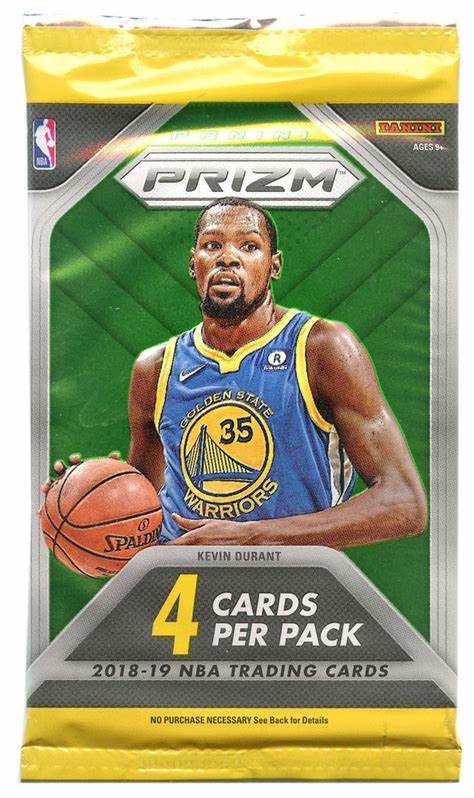 PANINI
PANINI
AGES 9+
NBA
PRIZM™
R
GOLDEN STATE
35
WARRIORS
SPALDING
KEVIN DURANT
4 CARDS
PER PACK
2018-19 NBA TRADING CARDS
NO PURCHASE NECESSARY See Back for Details